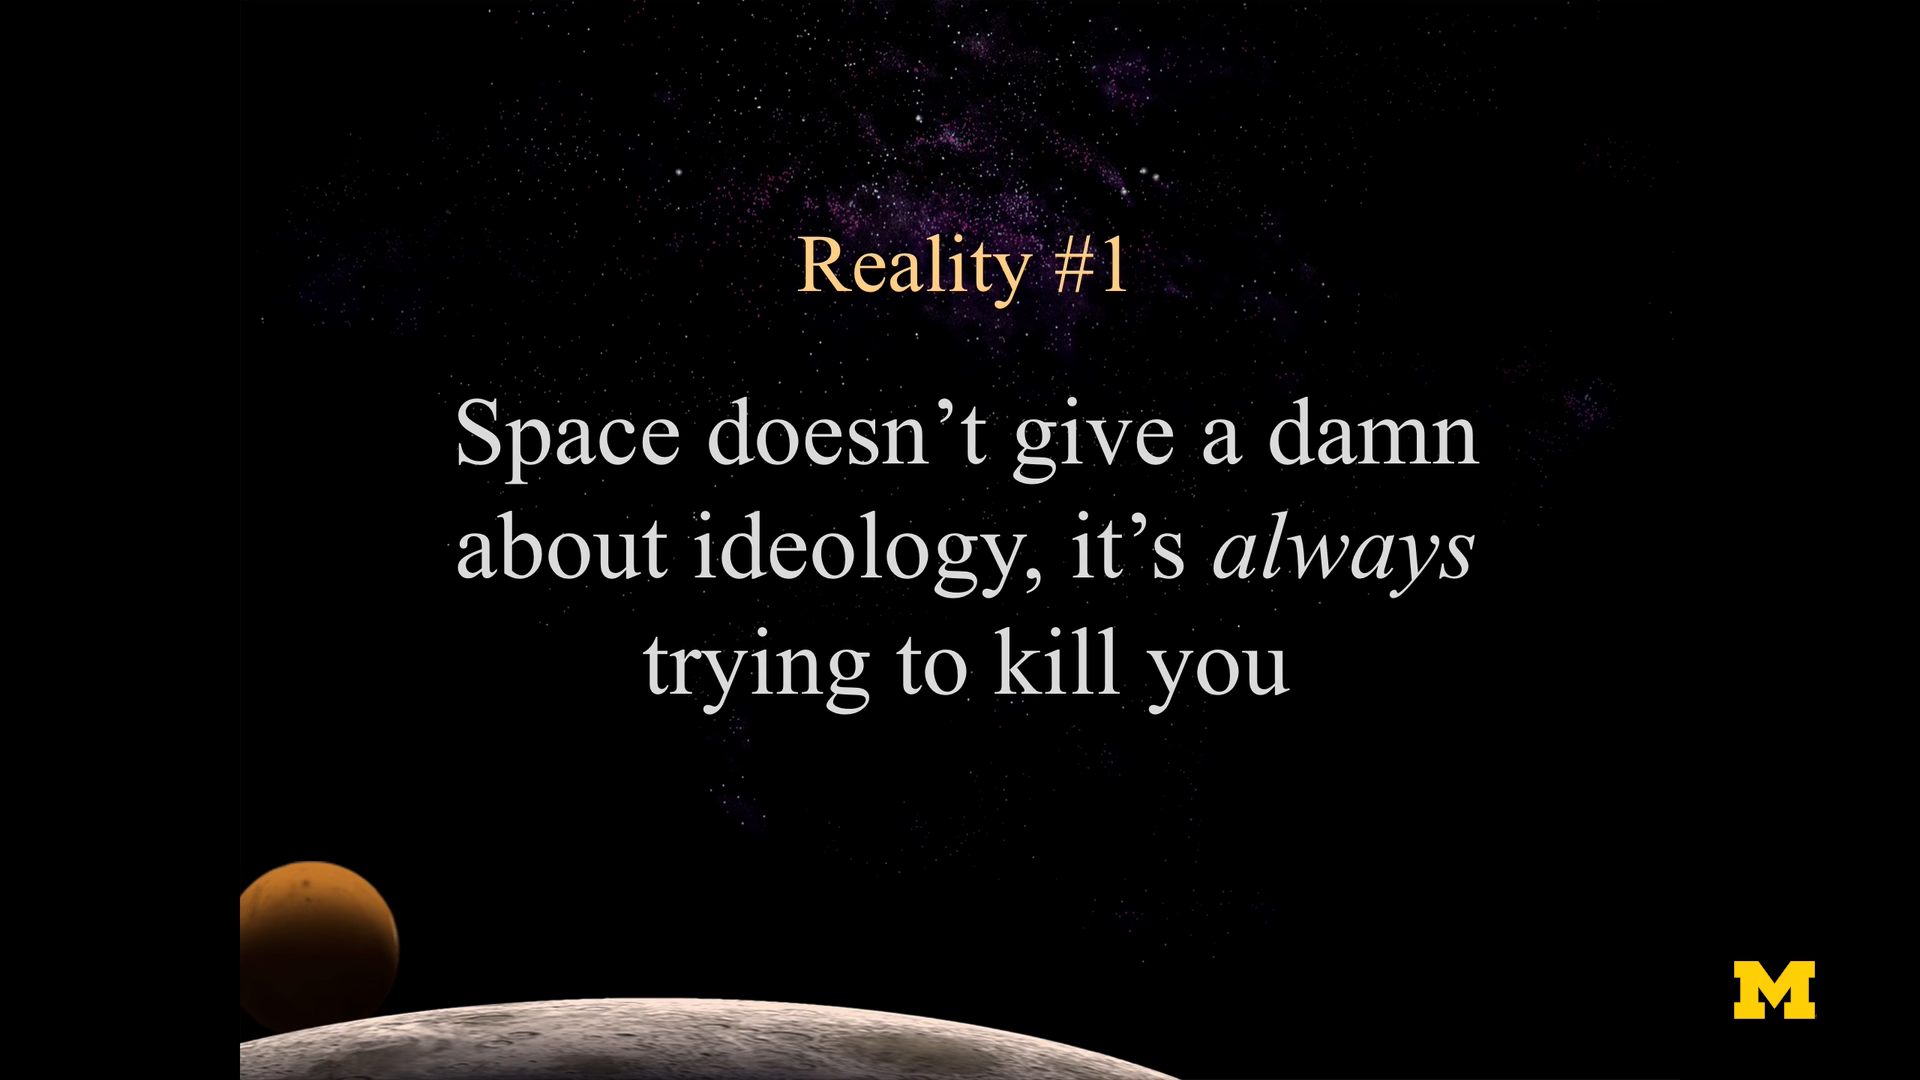 Reality #1
Space doesn’t give a damn
about ideology, it’s always
trying to kill you
M